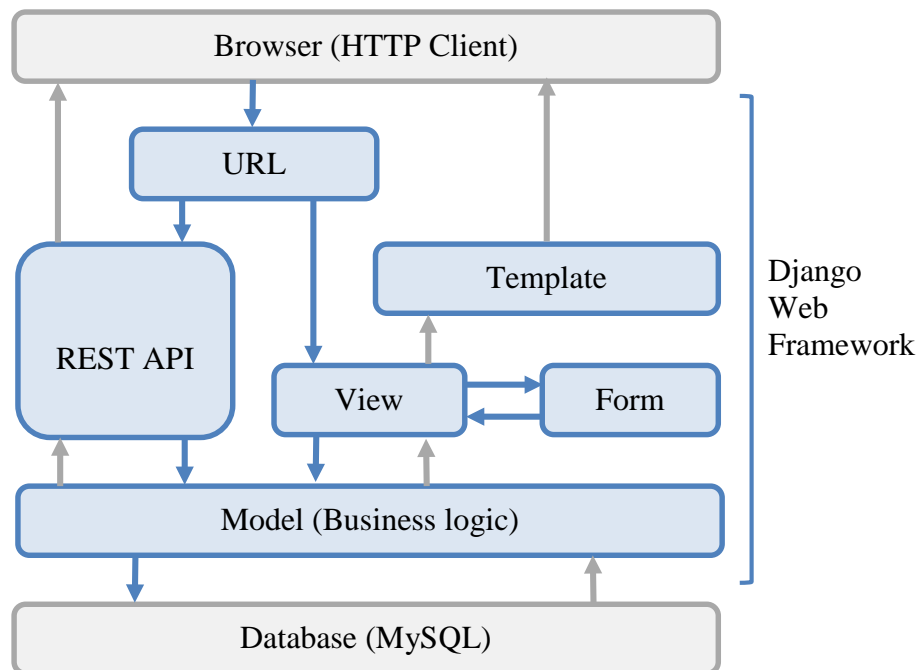 Browser (HTTP Client)
URL
Template
Django
Web
Framework
REST API
View
Form
Model (Business logic)
Database (MySQL)